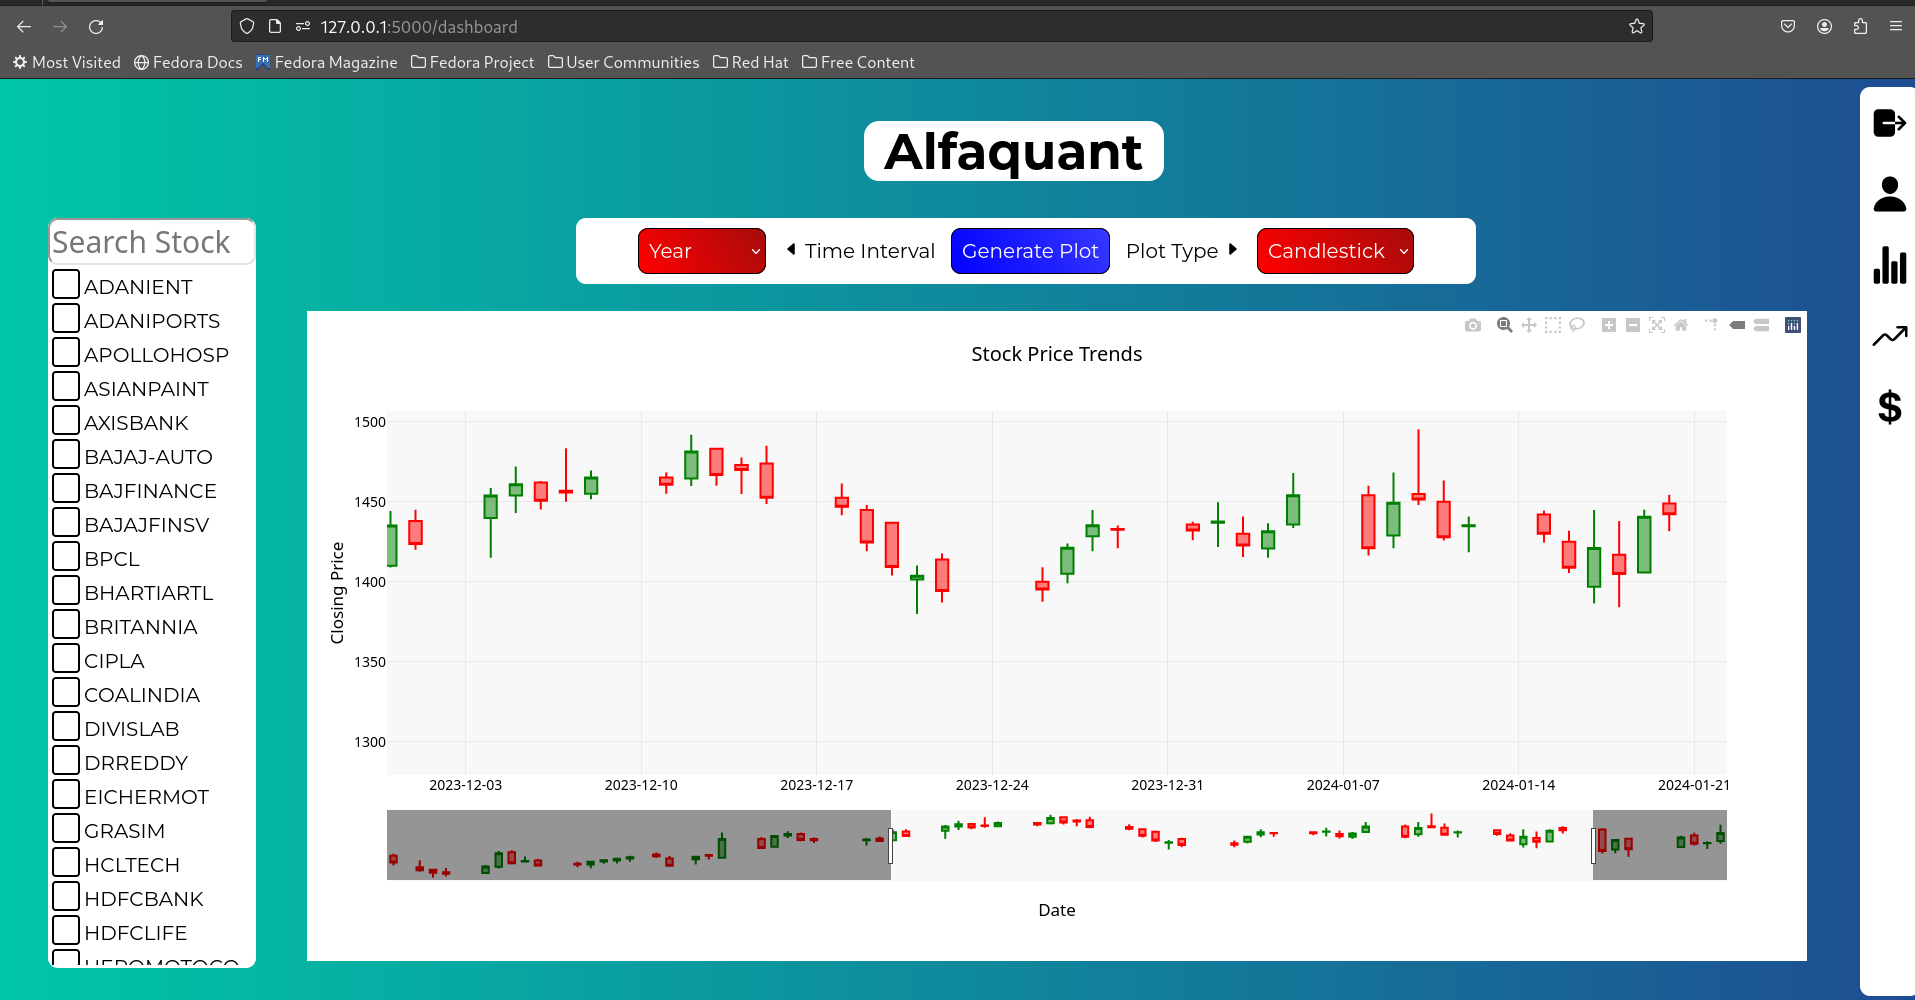 127.0.0.1:5000/dashboard
Most Visited Fedora Docs FM Fedora Magazine Fedora Project User Communities Red Hat Free Content
Alfaquant
Search Stock
ADANIENT
ADANIPORTS
APOLLOHOSP
ASIANPAINT
AXISBANK
BAJAJ-AUTO
BAJFINANCE
BAJAJFINSV
BPCL
BHARTIARTL
BRITANNIA
CIPLA
COALINDIA
DIVISLAB
DRREDDY
EICHERMOT
GRASIM
HCLTECH
HDFCBANK
HDFCLIFE
HEROMOTOCO
Year Time Interval Generate Plot Plot Type Candlestick
Stock Price Trends
1500
1450
1400
1350
1300
Closing Price
2023-12-03 2023-12-10 2023-12-17 2023-12-24 2023-12-31 2024-01-07 2024-01-14 2024-01-21
Date
$